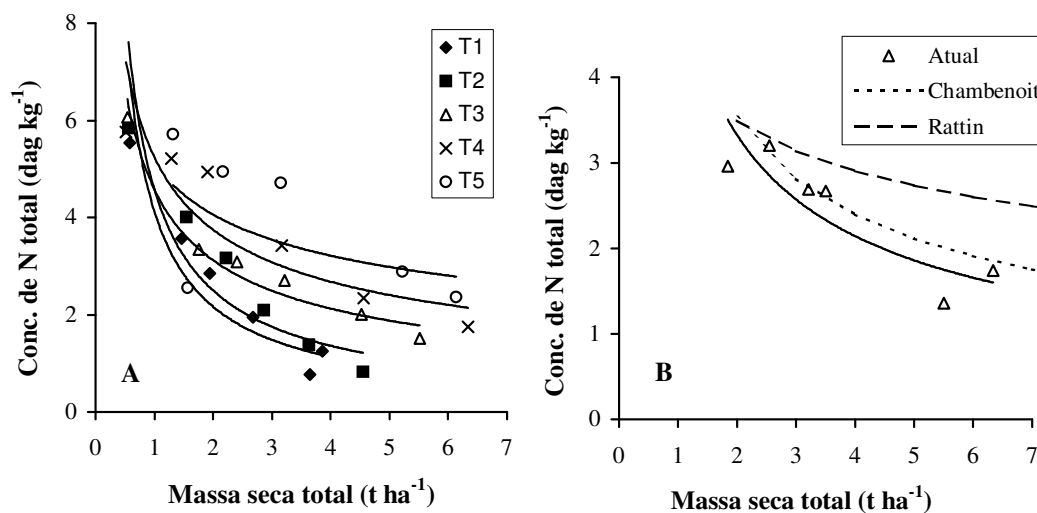 Conc. de N total (dag kg⁻¹)
8
6
4
2
0
T1
T2
T3
T4
T5
A
0 1 2 3 4 5 6 7
Massa seca total (t ha⁻¹)
Conc. de N total (dag kg⁻¹)
4
3
2
1
0
Atual
Chambenoit
Rattin
B
0 1 2 3 4 5 6 7
Massa seca total (t ha⁻¹)